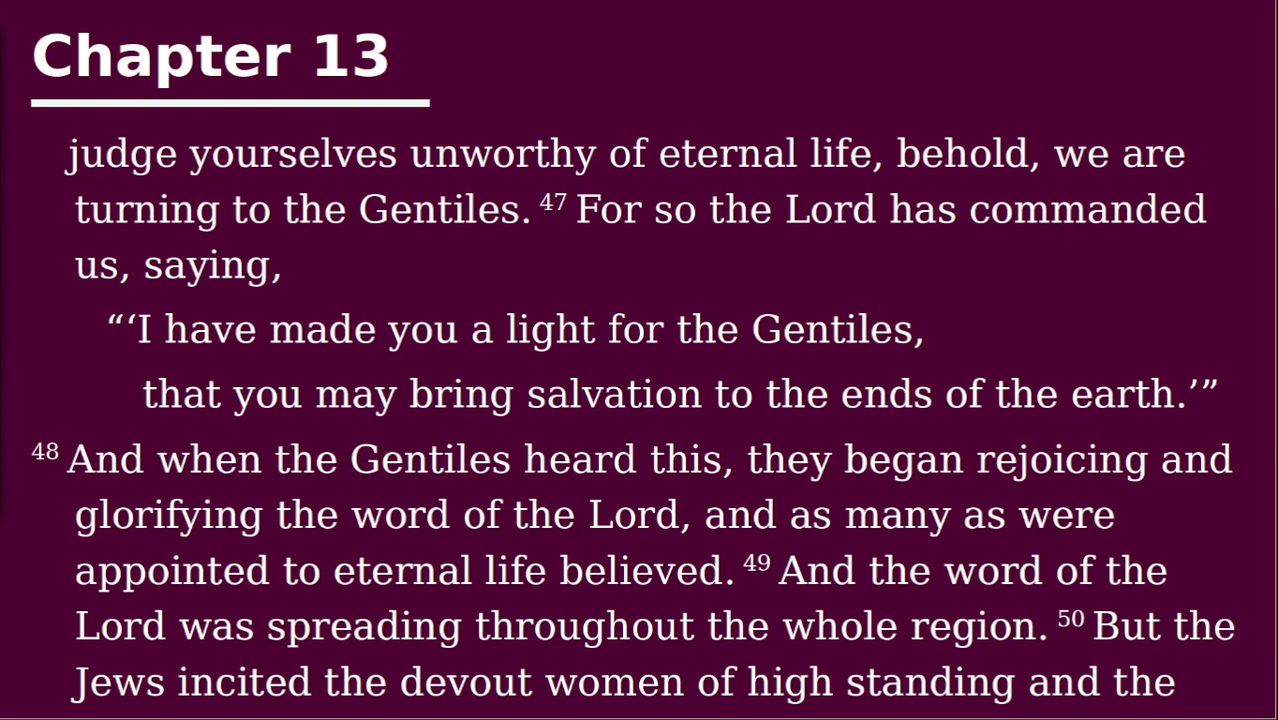 Chapter 13
judge yourselves unworthy of eternal life, behold, we are
turning to the Gentiles. 47 For so the Lord has commanded
us, saying,
“‘I have made you a light for the Gentiles,
that you may bring salvation to the ends of the earth.’”
48 And when the Gentiles heard this, they began rejoicing and
glorifying the word of the Lord, and as many as were
appointed to eternal life believed. 49 And the word of the
Lord was spreading throughout the whole region. 50 But the
Jews incited the devout women of high standing and the